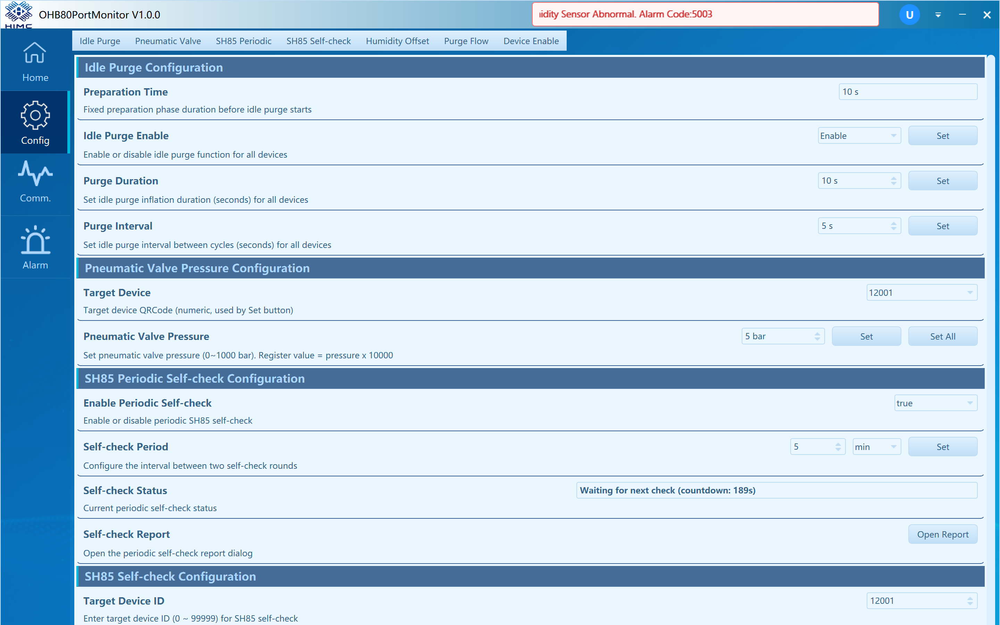 HIMC
OHB80PortMonitor V1.0.0
Sensor Abnormal. Alarm Code:5003
U
Idle Purge Pneumatic Valve SH85 Periodic SH85 Self-check Humidity Offset Purge Flow Device Enable
Home
Config
Comm.
Alarm
Idle Purge Configuration
Preparation Time
10 s
Fixed preparation phase duration before idle purge starts
Idle Purge Enable
Enable Set
Enable or disable idle purge function for all devices
Purge Duration
10 s Set
Set idle purge inflation duration (seconds) for all devices
Purge Interval
5 s Set
Set idle purge interval between cycles (seconds) for all devices
Pneumatic Valve Pressure Configuration
Target Device
12001
Target device QRCode (numeric, used by Set button)
Pneumatic Valve Pressure
5 bar Set Set All
Set pneumatic valve pressure (0~1000 bar). Register value = pressure x 10000
SH85 Periodic Self-check Configuration
Enable Periodic Self-check
true
Enable or disable periodic SH85 self-check
Self-check Period
5 min Set
Configure the interval between two self-check rounds
Self-check Status
Waiting for next check (countdown: 189s)
Current periodic self-check status
Self-check Report
Open Report
Open the periodic self-check report dialog
SH85 Self-check Configuration
Target Device ID
12001
Enter target device ID (0 ~ 99999) for SH85 self-check